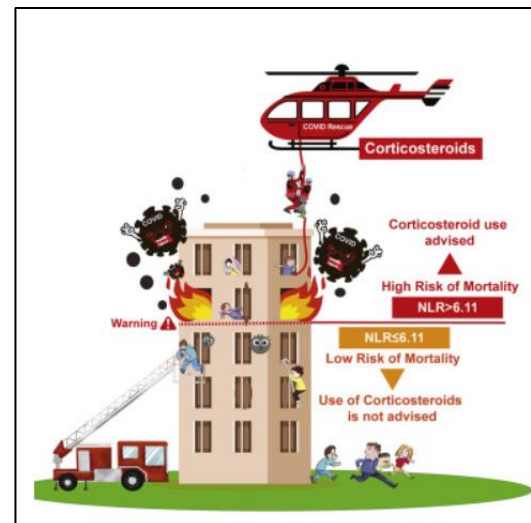 COVID Rescue
Corticosteroids
COVID
COVID
Corticosteroid use
advised
High Risk of Mortality
NLR>6.11
Warning
NLR≤6.11
Low Risk of Mortality
Use of Corticosteroids
is not advised